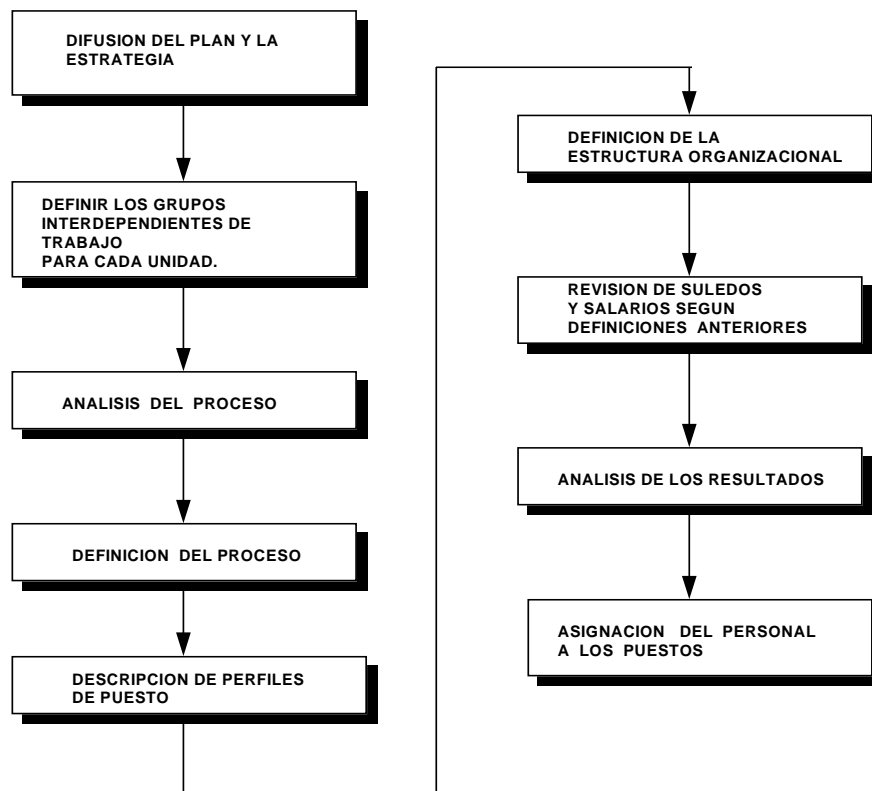 DIFUSION DEL PLAN Y LA
ESTRATEGIA
DEFINIR LOS GRUPOS
INTERDEPENDIENTES DE
TRABAJO
PARA CADA UNIDAD.
ANALISIS DEL PROCESO
DEFINICION DEL PROCESO
DESCRIPCION DE PERFILES
DE PUESTO
DEFINICION DE LA
ESTRUCTURA ORGANIZACIONAL
REVISION DE SULEDOS
Y SALARIOS SEGUN
DEFINICIONES ANTERIORES
ANALISIS DE LOS RESULTADOS
ASIGNACION DEL PERSONAL
A LOS PUESTOS